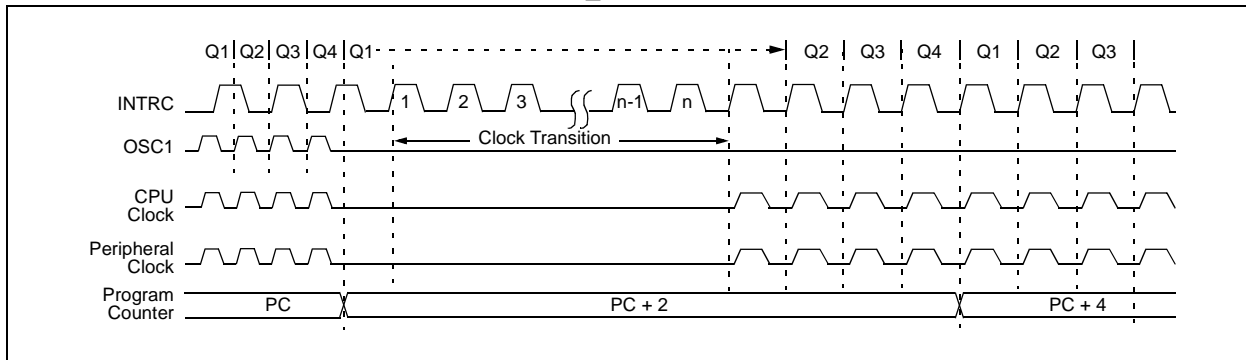 Q1 Q2 Q3 Q4 Q1 Q2 Q3 Q4 Q1 Q2 Q3
INTRC 1 2 3 n-1 n
OSC1 Clock Transition
CPU
Clock
Peripheral
Clock
Program
Counter PC PC + 2 PC + 4